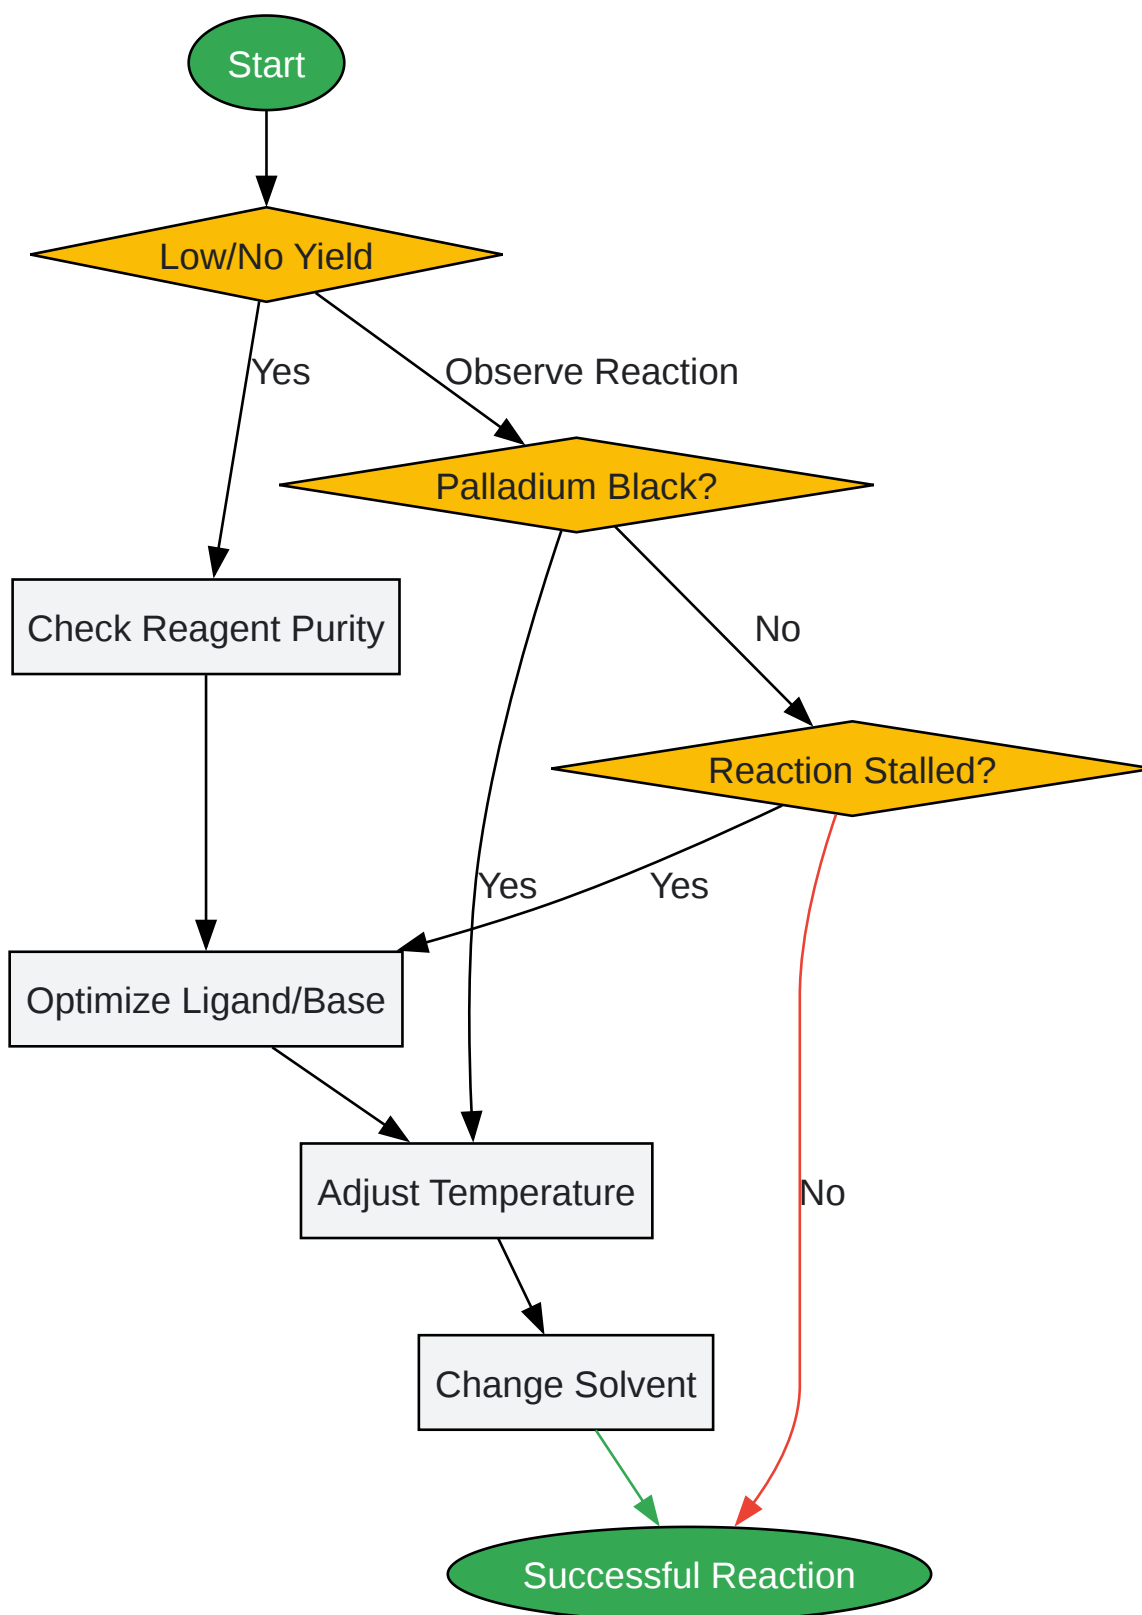 Start
Low/No Yield
Yes
Observe Reaction
Palladium Black?
Check Reagent Purity
No
Reaction Stalled?
Yes
Yes
Optimize Ligand/Base
Adjust Temperature
No
Change Solvent
Successful Reaction